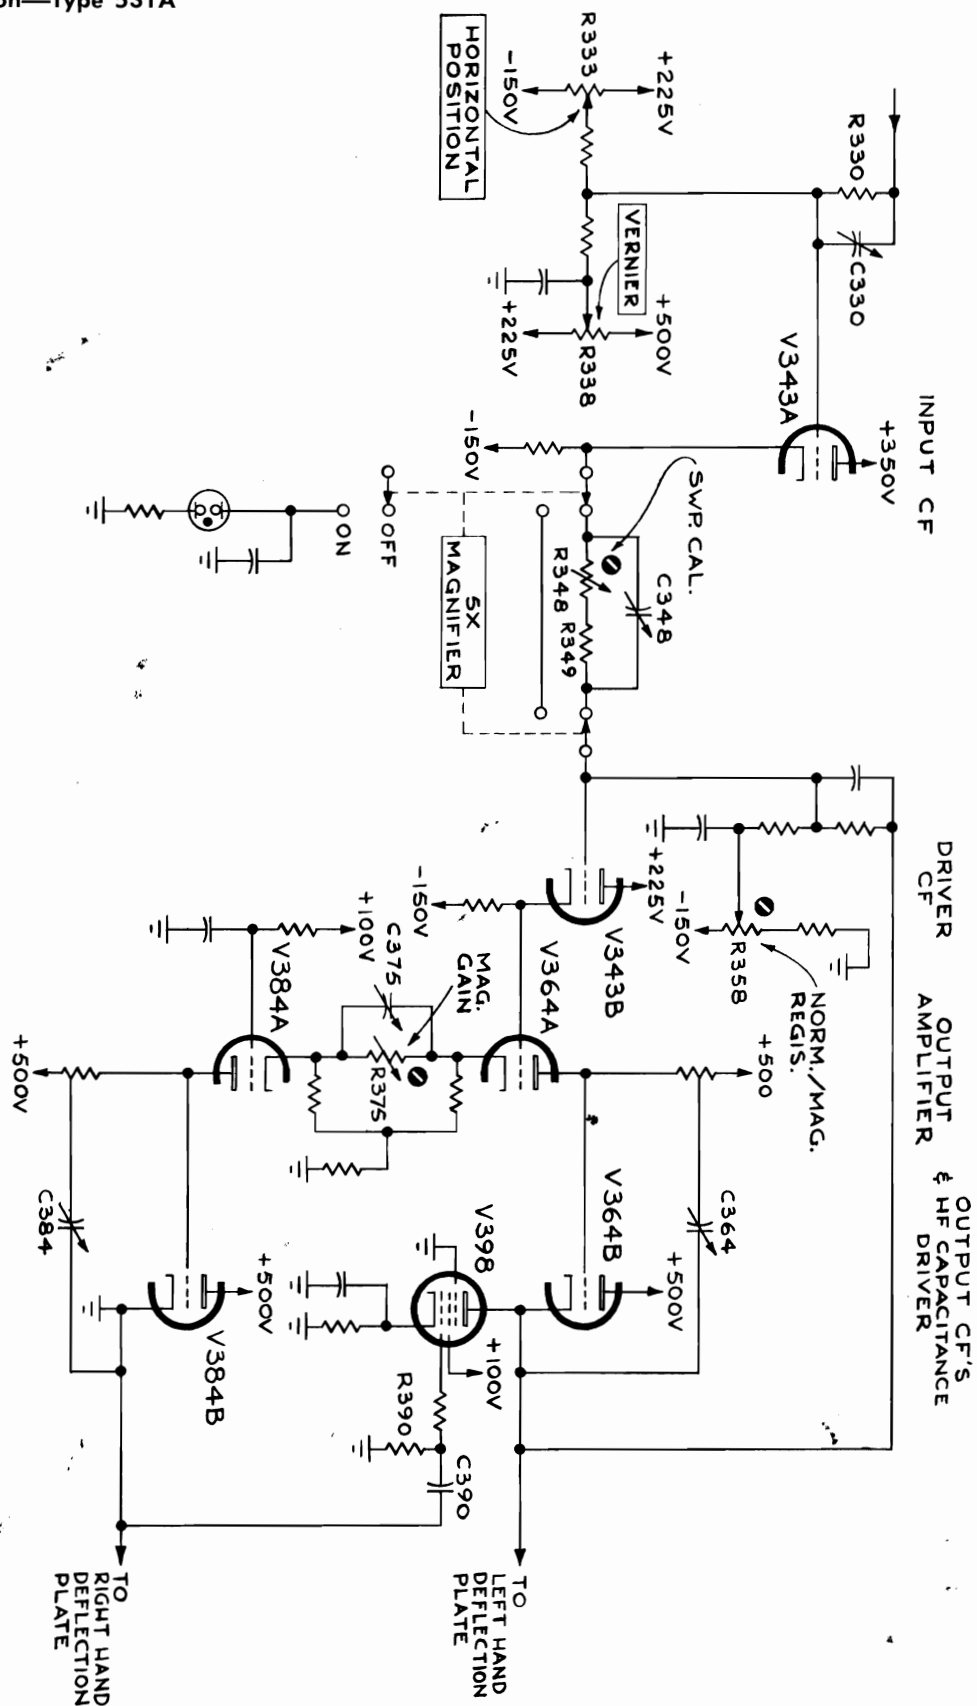 on—Type 531A
INPUT CF
DRIVER
CF
OUTPUT
AMPLIFIER
OUTPUT CF'S
& HF CAPACITANCE
DRIVER
R330
C330
V343A
+350V
R333
HORIZONTAL
POSITION
-150V
+225V
VERNIER
+500V
+225V
R338
-150V
SWP. CAL.
C348
R348
R349
5X
MAGNIFIER
OFF
ON
+225V
V343B
-150V
-150V
R358
NORM./MAG.
REGIS.
+100V
V384A
C375
MAG.
GAIN
R375
V364A
+500
+500V
C364
V364B
+500V
C384
V384B
+500V
V398
+100V
R390
C390
TO
LEFT HAND
DEFLECTION
PLATE
TO
RIGHT HAND
DEFLECTION
PLATE